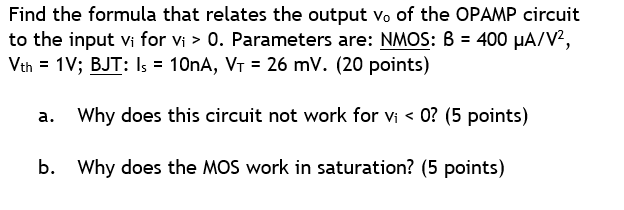 Find the formula that relates the output vₒ of the OPAMP circuit
to the input vᵢ for vᵢ > 0. Parameters are: NMOS: ß = 400 µA/V²,
Vth = 1V; BJT: Iₛ = 10nA, V_T = 26 mV. (20 points)
a. Why does this circuit not work for vᵢ < 0? (5 points)
b. Why does the MOS work in saturation? (5 points)